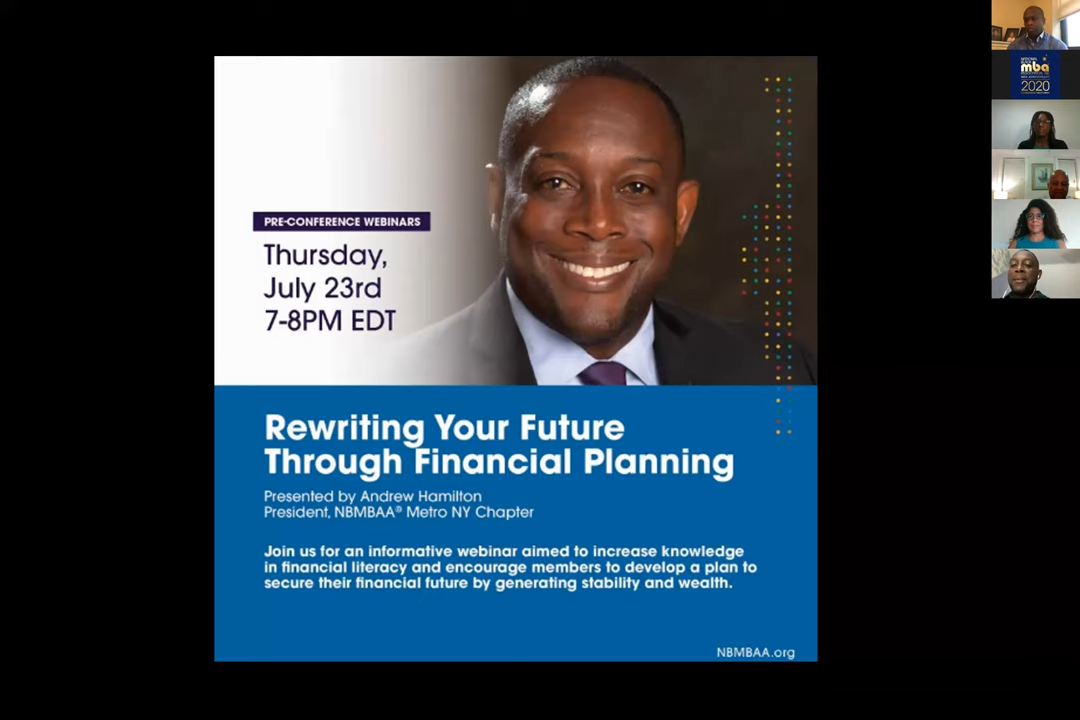 PRE-CONFERENCE WEBINARS
Thursday,
July 23rd
7-8PM EDT
Rewriting Your Future
Through Financial Planning
Presented by Andrew Hamilton
President, NBMBAA® Metro NY Chapter
Join us for an informative webinar aimed to increase knowledge
in financial literacy and encourage members to develop a plan to
secure their financial future by generating stability and wealth.
NBMBAA.org
mba
2020